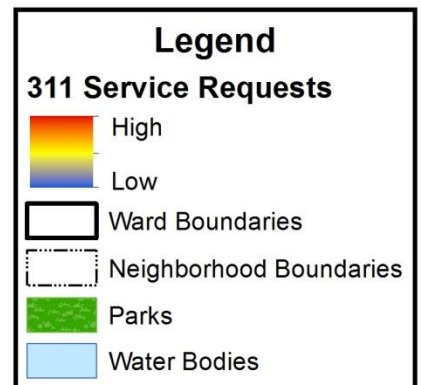 Legend
311 Service Requests
High
Low
Ward Boundaries
Neighborhood Boundaries
Parks
Water Bodies